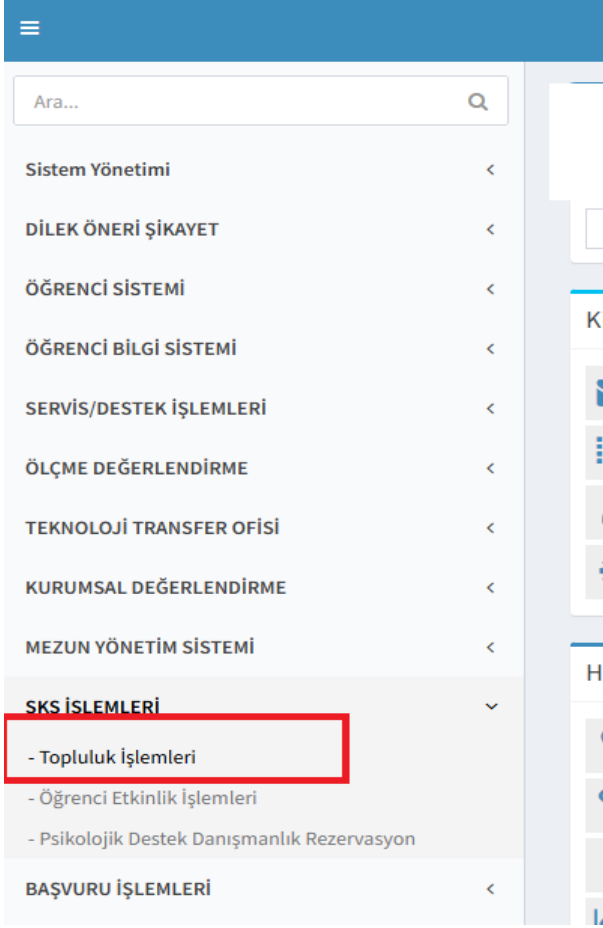 Ara...
Sistem Yönetimi
DİLEK ÖNERİ ŞİKAYET
ÖĞRENCİ SİSTEMİ
K
ÖĞRENCİ BİLGİ SİSTEMİ
SERVİS/DESTEK İŞLEMLERİ
ÖLÇME DEĞERLENDİRME
TEKNOLOJİ TRANSFER OFİSİ
KURUMSAL DEĞERLENDİRME
MEZUN YÖNETİM SİSTEMİ
H
SKS İŞLEMLERİ
- Topluluk İşlemleri
- Öğrenci Etkinlik İşlemleri
- Psikolojik Destek Danışmanlık Rezervasyon
BAŞVURU İŞLEMLERİ